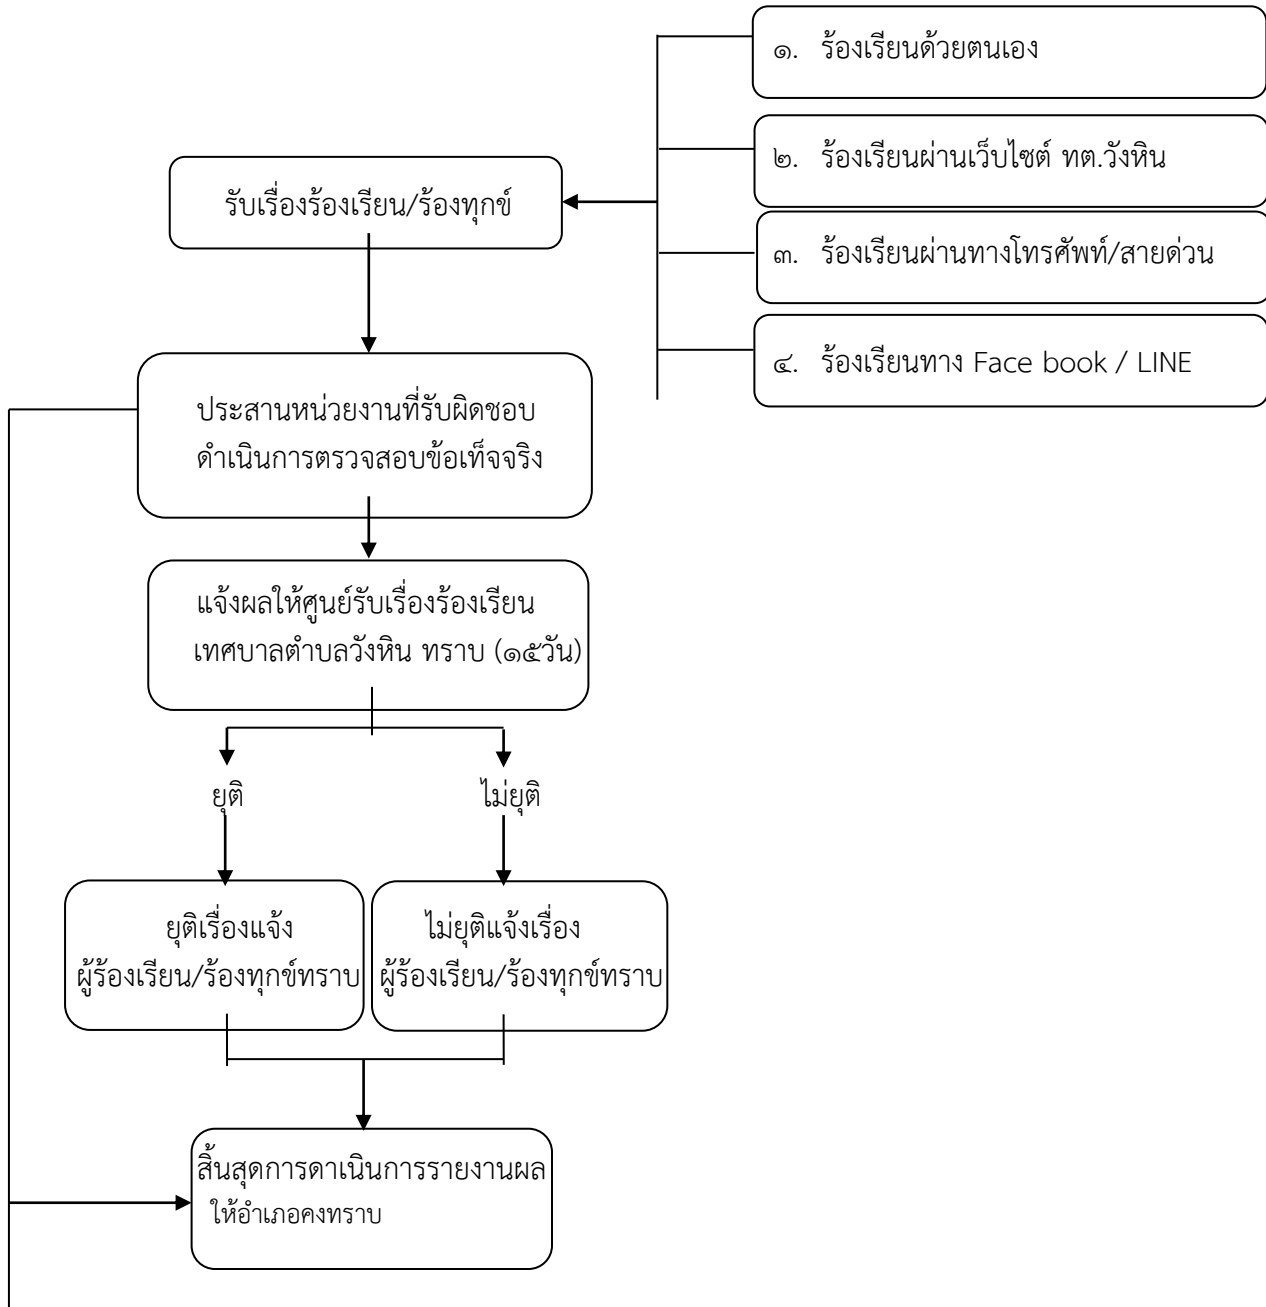 ๑. ร้องเรียนด้วยตนเอง
๒. ร้องเรียนผ่านเว็บไซต์ ทต.วังหิน
รับเรื่องร้องเรียน/ร้องทุกข์
๓. ร้องเรียนผ่านทางโทรศัพท์/สายด่วน
๔. ร้องเรียนทาง Face book / LINE
ประสานหน่วยงานที่รับผิดชอบ
ดำเนินการตรวจสอบข้อเท็จจริง
แจ้งผลให้ศูนย์รับเรื่องร้องเรียน
เทศบาลตำบลวังหิน ทราบ (๑๕วัน)
ยุติ
ไม่ยุติ
ยุติเรื่องแจ้ง
ผู้ร้องเรียน/ร้องทุกข์ทราบ
ไม่ยุติแจ้งเรื่อง
ผู้ร้องเรียน/ร้องทุกข์ทราบ
สิ้นสุดการดาเนินการรายงานผล
ให้อำเภอคงทราบ